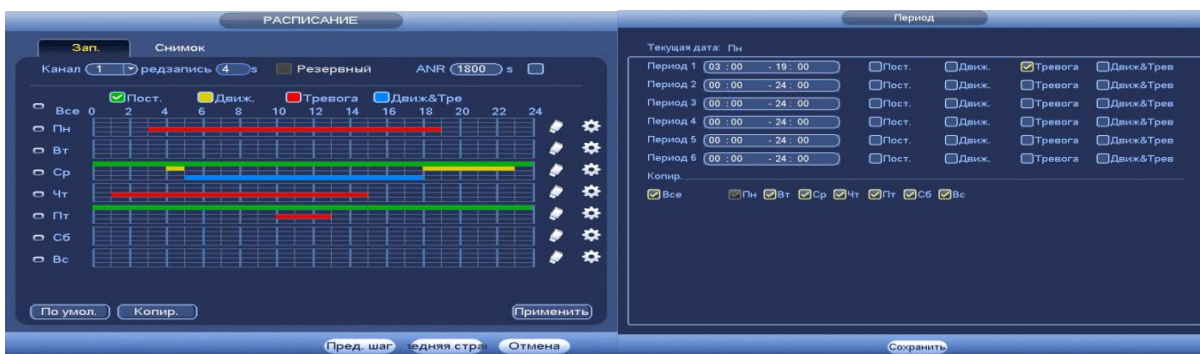 РАСПИСАНИЕ
Зап. Снимок
Канал 1 редзапись 4 s Резервный ANR 1800 s
Пост. Движ. Тревога Движ&Тре
Все 0 2 4 6 8 10 12 14 16 18 20 22 24
Пн
Вт
Ср
Чт
Пт
Сб
Вс
По умол. Копир. Применить
Пред. шаг едняя стра Отмена
Период
Текущая дата: Пн
Период 1 03 : 00 - 19 : 00 Пост. Движ. Тревога Движ&Трев
Период 2 00 : 00 - 24 : 00 Пост. Движ. Тревога Движ&Трев
Период 3 00 : 00 - 24 : 00 Пост. Движ. Тревога Движ&Трев
Период 4 00 : 00 - 24 : 00 Пост. Движ. Тревога Движ&Трев
Период 5 00 : 00 - 24 : 00 Пост. Движ. Тревога Движ&Трев
Период 6 00 : 00 - 24 : 00 Пост. Движ. Тревога Движ&Трев
Копир.
Все Пн Вт Ср Чт Пт Сб Вс
Сохранить